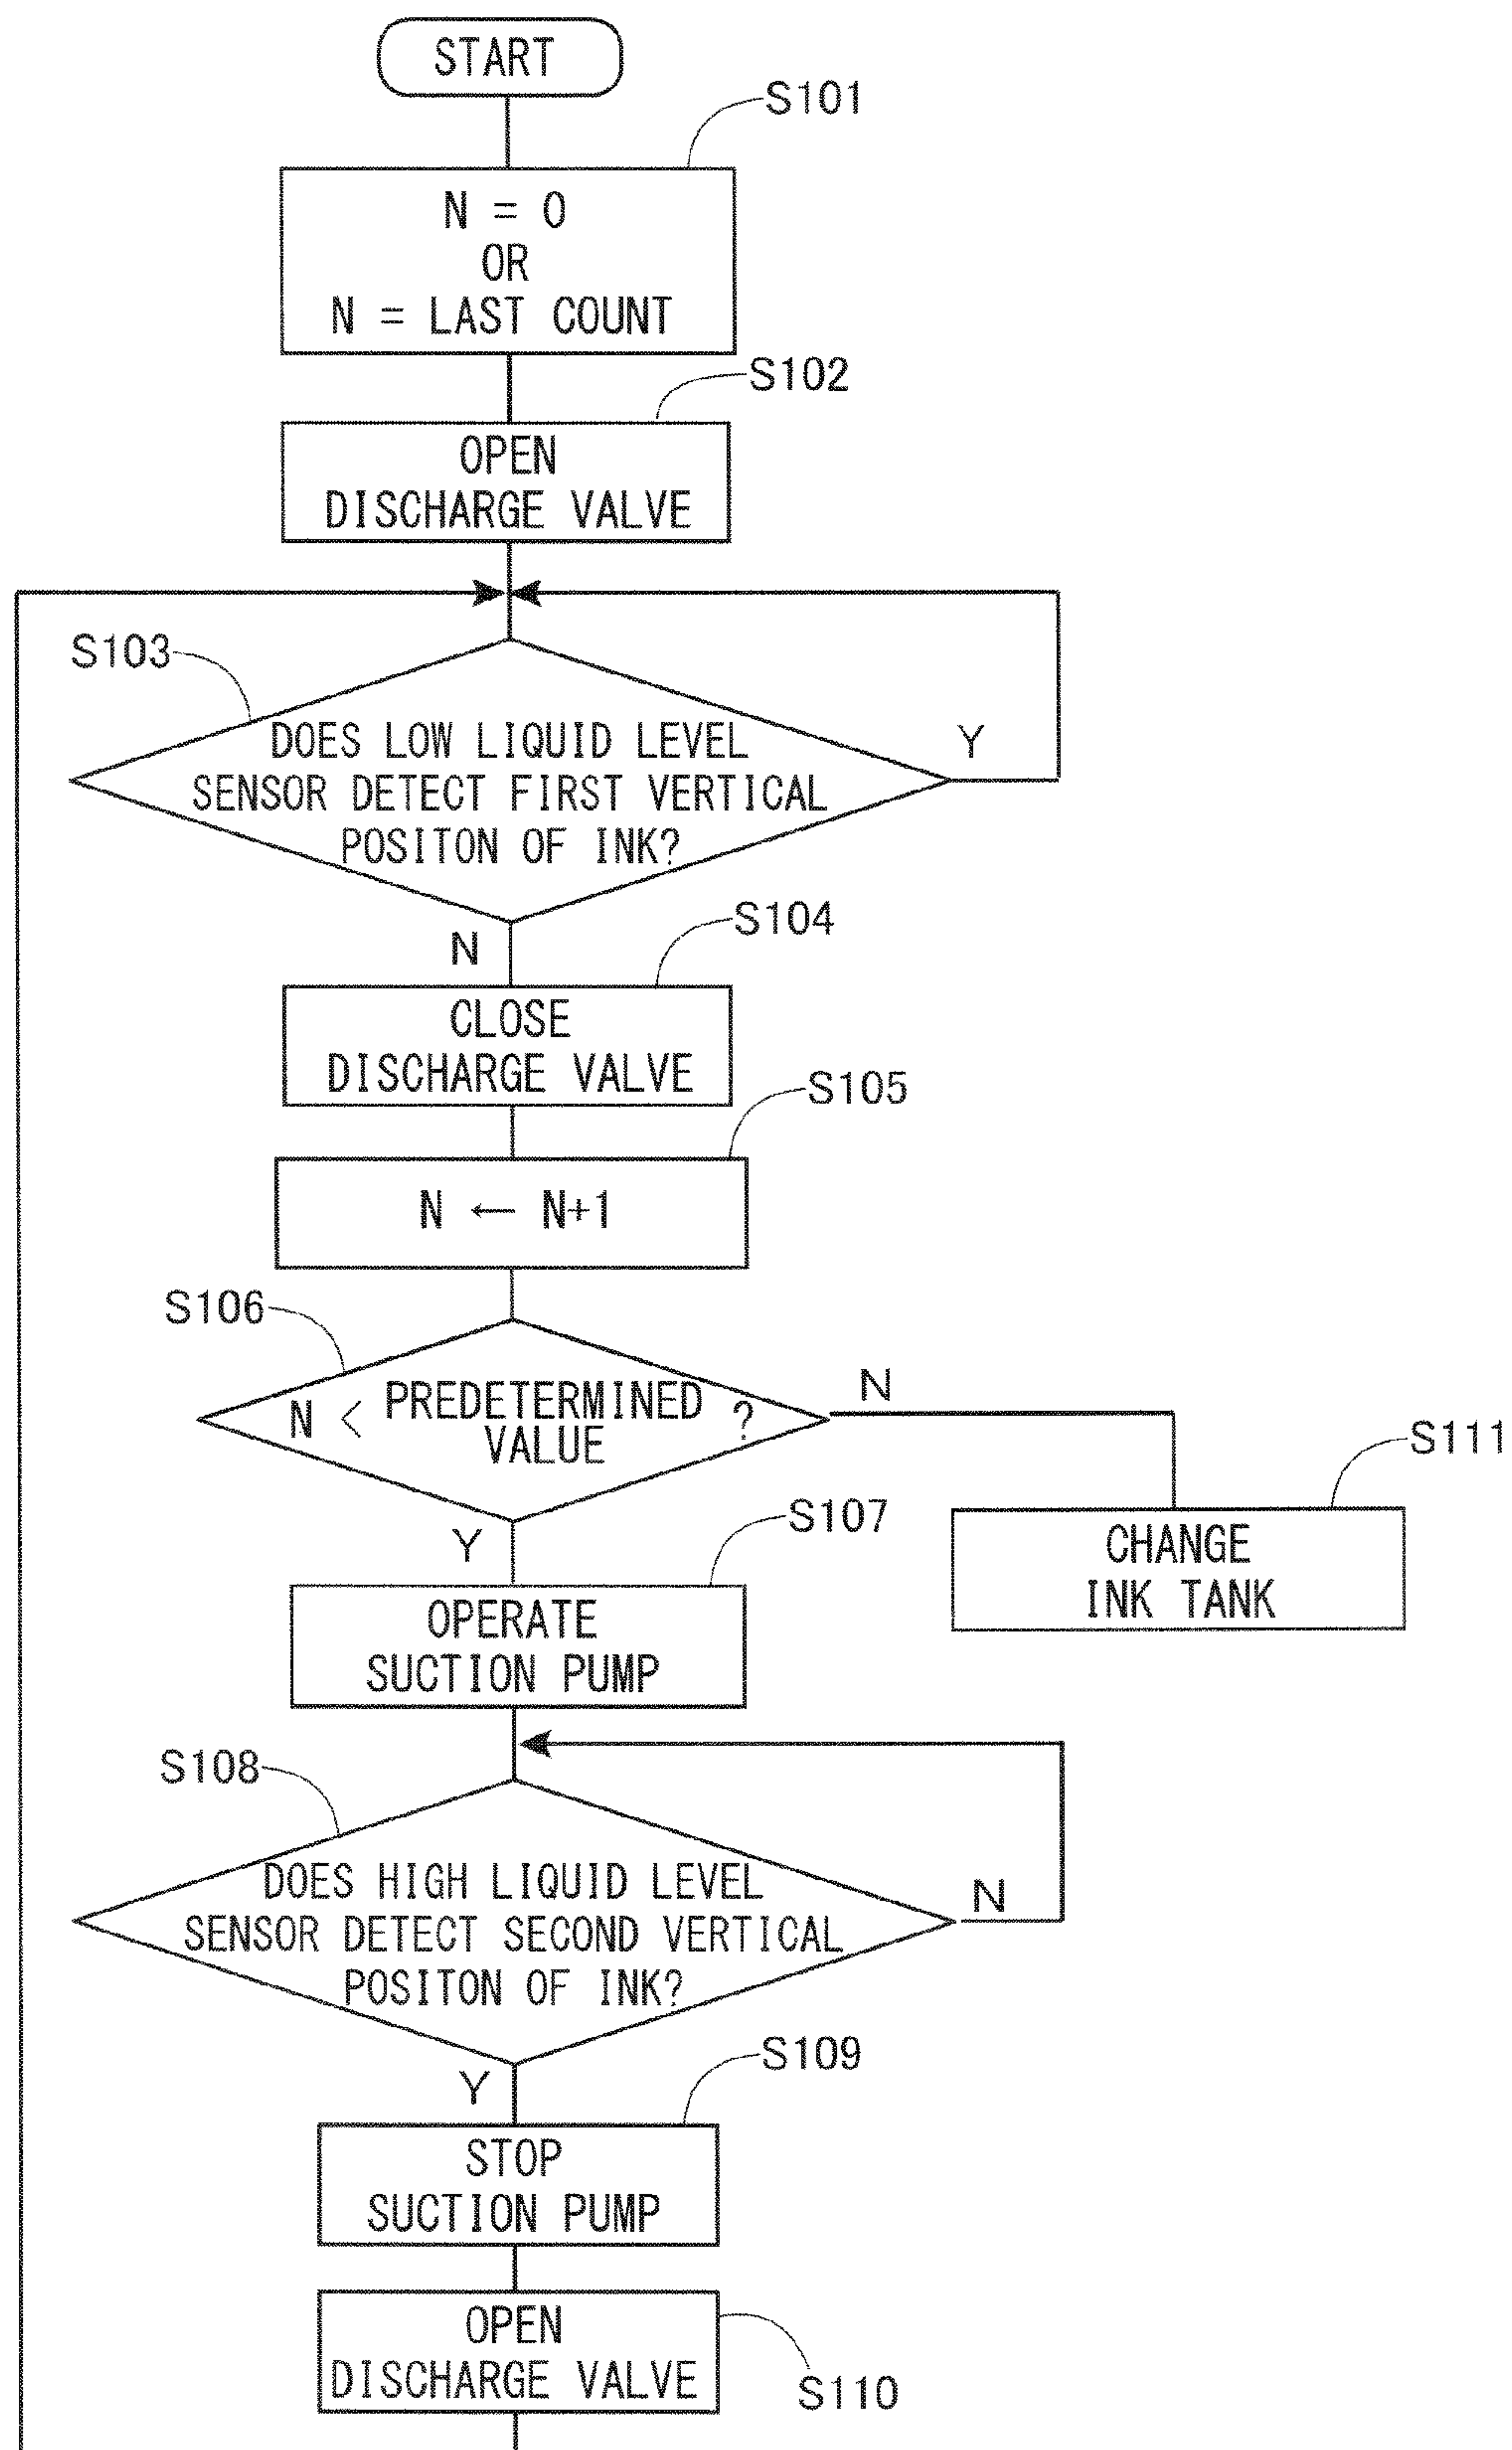 START
S101
N = 0
OR
N = LAST COUNT
S102
OPEN
DISCHARGE VALVE
S103
DOES LOW LIQUID LEVEL
SENSOR DETECT FIRST VERTICAL
POSITON OF INK?
Y
N
S104
CLOSE
DISCHARGE VALVE
S105
N ← N+1
S106
N < PREDETERMINED
VALUE ?
N
Y
S111
CHANGE
INK TANK
S107
OPERATE
SUCTION PUMP
S108
DOES HIGH LIQUID LEVEL
SENSOR DETECT SECOND VERTICAL
POSITON OF INK?
N
Y
S109
STOP
SUCTION PUMP
OPEN
DISCHARGE VALVE
S110